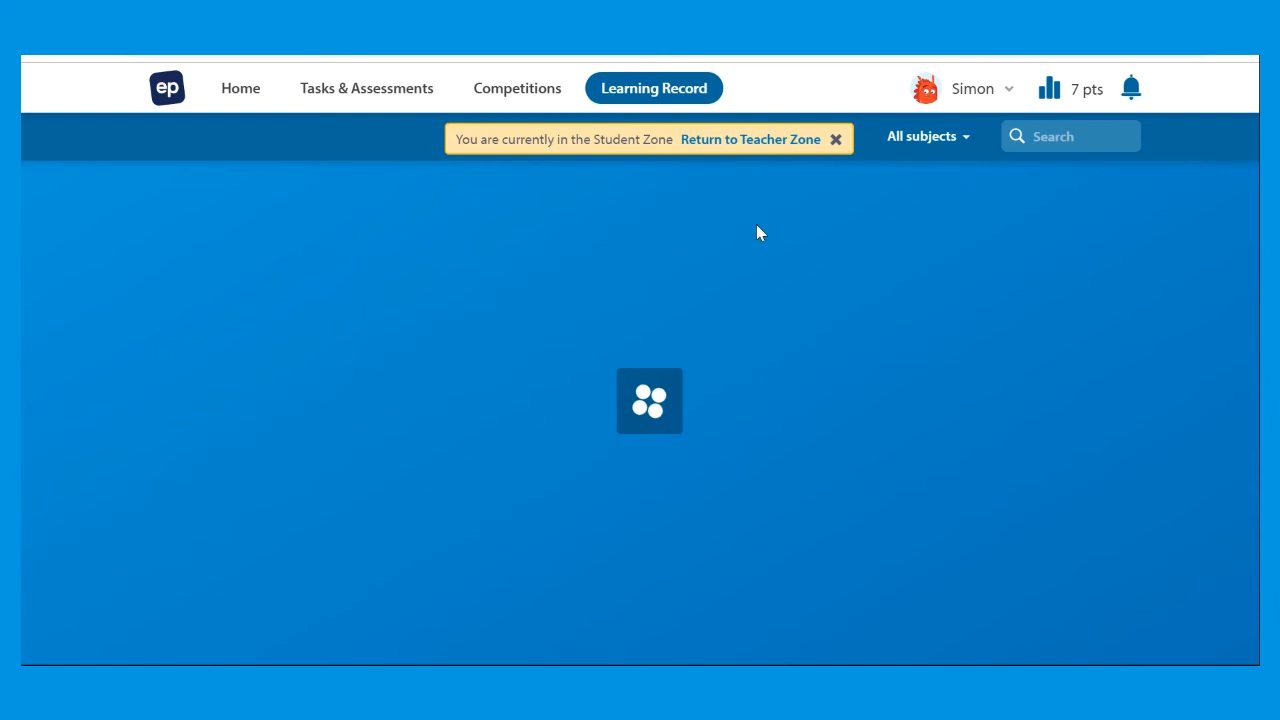 ep Home Tasks & Assessments Competitions Learning Record Simon 7 pts
You are currently in the Student Zone Return to Teacher Zone All subjects Search